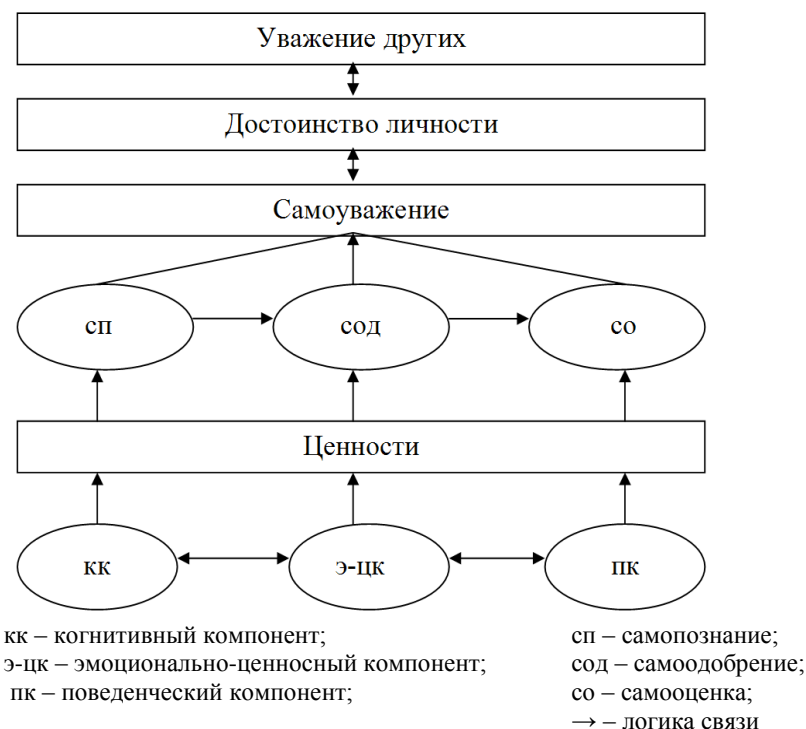 Уважение других
Достоинство личности
Самоуважение
сп
сод
со
Ценности
кк
э-цк
пк
кк – когнитивный компонент;
э-цк – эмоционально-ценносный компонент;
пк – поведенческий компонент;
сп – самопознание;
сод – самоодобрение;
со – самооценка;
→ – логика связи